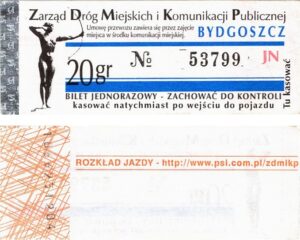 Zarząd Dróg Miejskich i Komunikacji Publicznej
Umowę przewozu zawiera się przez zajęcie
miejsca w środku komunikacji miejskiej.
BYDGOSZCZ
20gr
№ 53799 JN
BILET JEDNORAZOWY - ZACHOWAĆ DO KONTROLI
kasować natychmiast po wejściu do pojazdu
Tu kasować
ROZKŁAD JAZDY - http://www.psi.com.pl/zdmikp